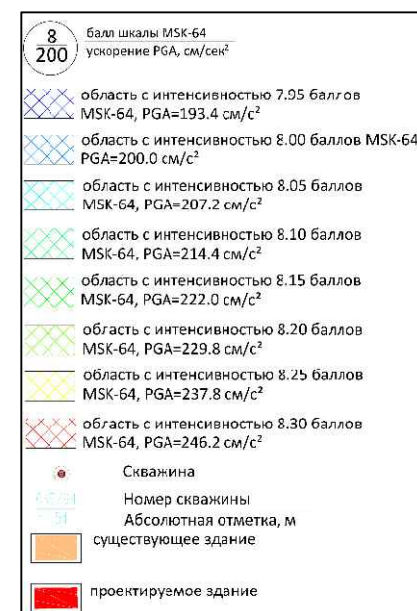 8
200
балл шкалы MSK-64
ускорение PGA, см/сек²
область с интенсивностью 7.95 баллов
MSK-64, PGA=193.4 см/с²
область с интенсивностью 8.00 баллов MSK-64
PGA=200.0 см/с²
область с интенсивностью 8.05 баллов
MSK-64, PGA=207.2 см/с²
область с интенсивностью 8.10 баллов
MSK-64, PGA=214.4 см/с²
область с интенсивностью 8.15 баллов
MSK-64, PGA=222.0 см/с²
область с интенсивностью 8.20 баллов
MSK-64, PGA=229.8 см/с²
область с интенсивностью 8.25 баллов
MSK-64, PGA=237.8 см/с²
область с интенсивностью 8.30 баллов
MSK-64, PGA=246.2 см/с²
Скважина
Номер скважины
Абсолютная отметка, м
существующее здание
проектируемое здание